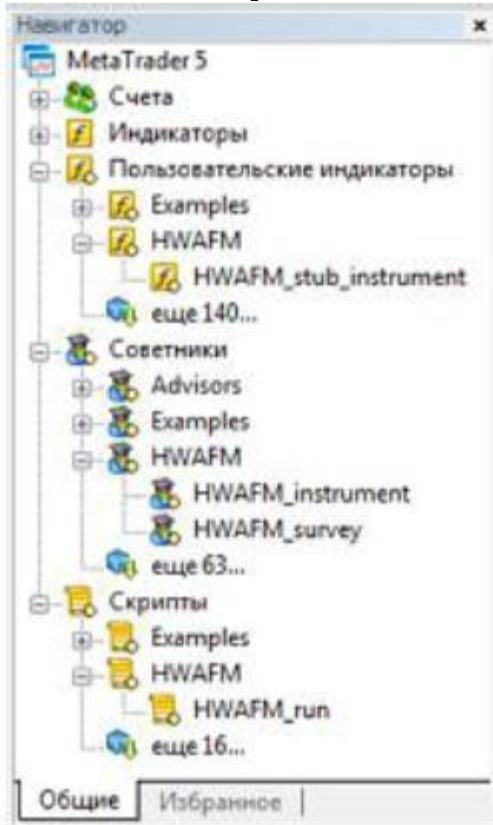 Навигатор
MetaTrader 5
Счета
Индикаторы
Пользовательские индикаторы
Examples
HWAFM
HWAFM_stub_instrument
еще 140...
Советники
Advisors
Examples
HWAFM
HWAFM_instrument
HWAFM_survey
еще 63...
Скрипты
Examples
HWAFM
HWAFM_run
еще 16...
Общие Избранное